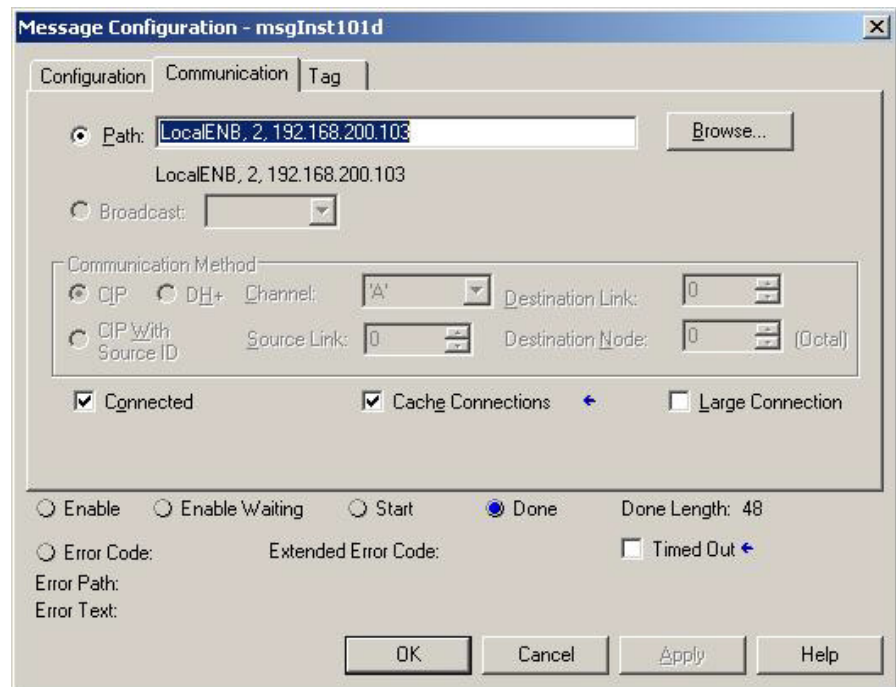 Message Configuration - msgInst101d
Configuration Communication Tag
Path: LocalENB, 2, 192.168.200.103 Browse...
LocalENB, 2, 192.168.200.103
Broadcast:
Communication Method
CIP DH+ Channel: 'A' Destination Link: 0
CIP With Source ID Source Link: 0 Destination Node: 0 (Octal)
Connected Cache Connections Large Connection
Enable Enable Waiting Start Done Done Length: 48
Error Code: Extended Error Code: Timed Out
Error Path:
Error Text:
OK Cancel Apply Help